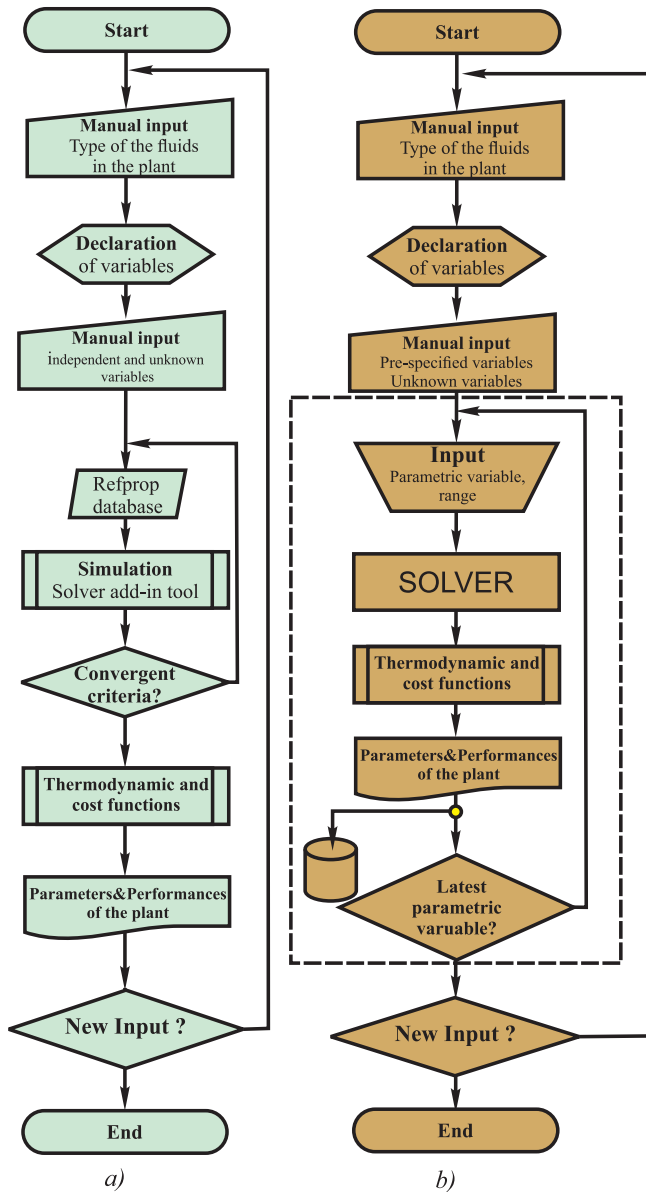 Start
Manual input
Type of the fluids
in the plant
Declaration
of variables
Manual input
İndependent and unknown
variables
Refprop
database
Simulation
Solver add-in tool
Convergent
criteria?
Thermodynamic and
cost functions
Parameters&Performances
of the plant
New Input ?
End
a)
Start
Manual input
Type of the fluids
in the plant
Declaration
of variables
Manual input
Pre-specified variables
Unknown variables
Input
Parametric variable,
range
SOLVER
Thermodynamic and
cost functions
Parameters&Performances
of the plant
Latest
parametric
varuable?
New Input ?
End
b)